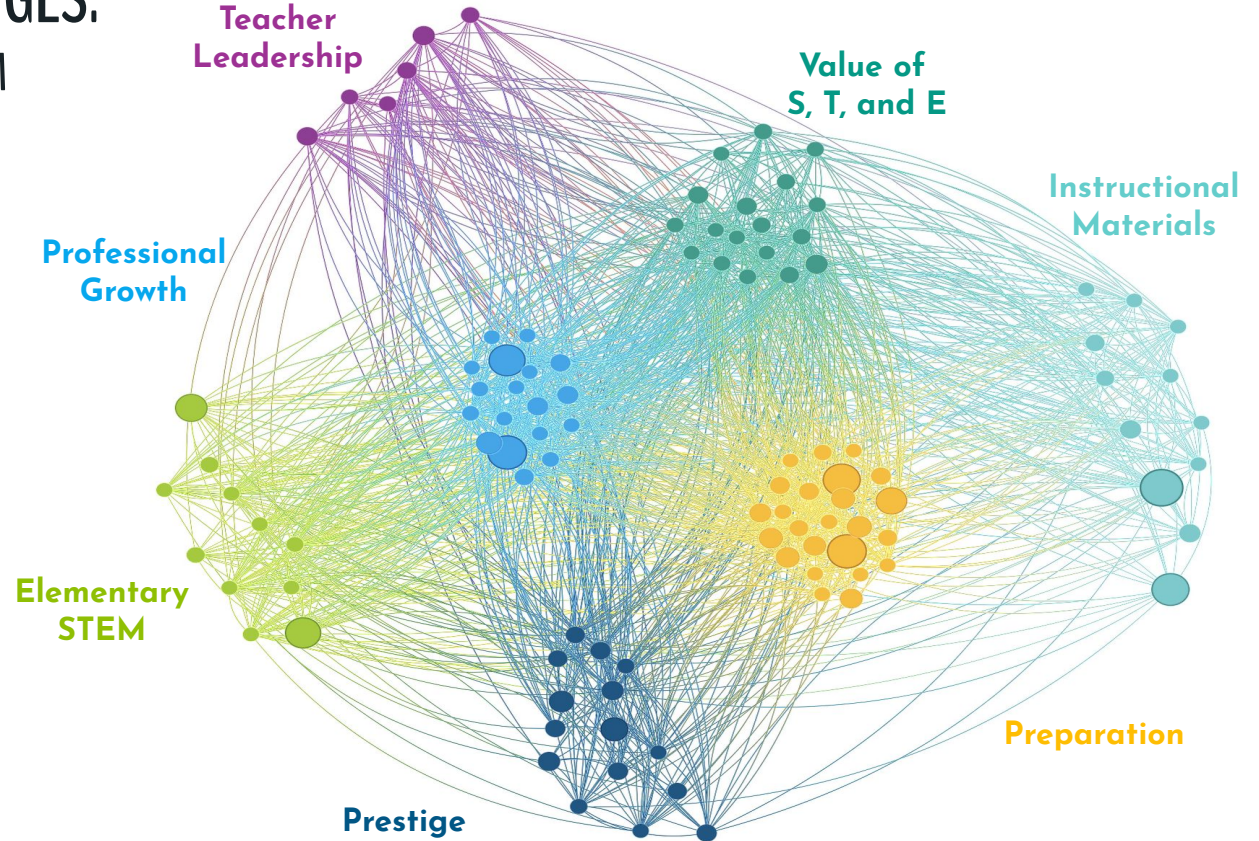 Teacher
Leadership
Value of
S, T, and E
Instructional
Materials
Professional
Growth
Elementary
STEM
Preparation
Prestige